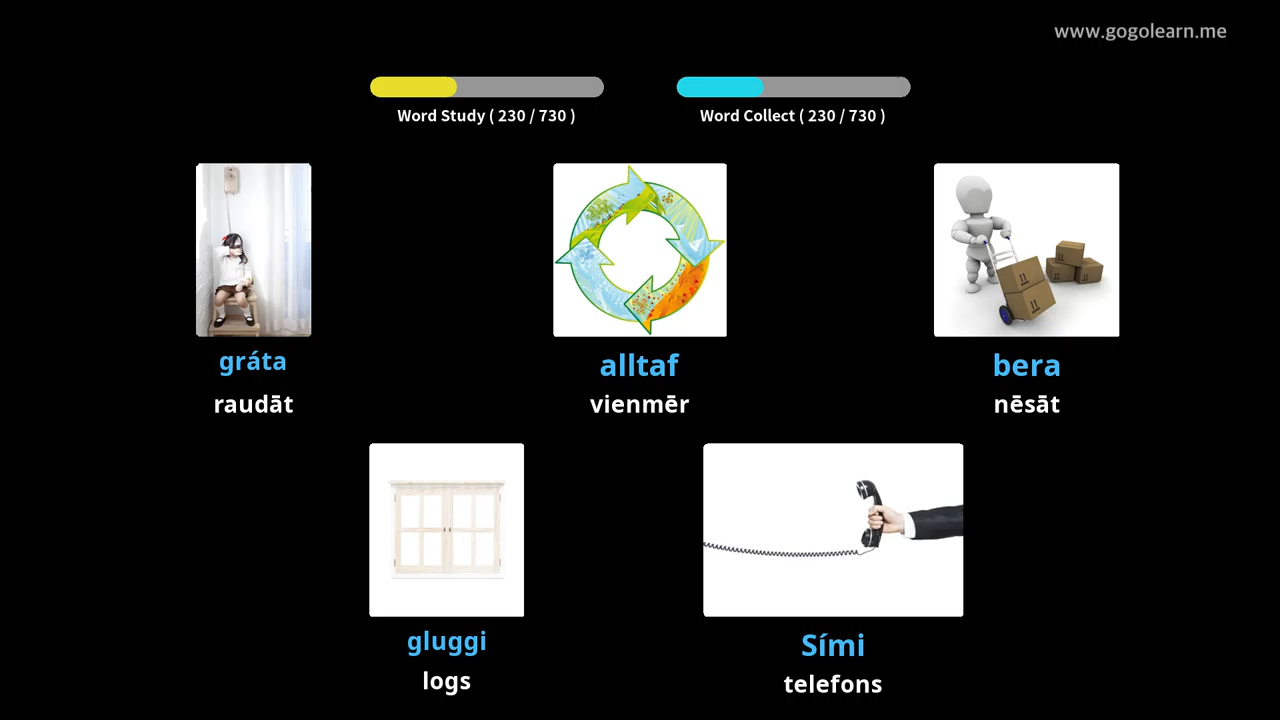 www.gogolearn.me
Word Study ( 230 / 730 )
Word Collect ( 230 / 730 )
gráta
raudāt
alltaf
vienmēr
bera
nēsāt
gluggi
logs
Sími
telefons